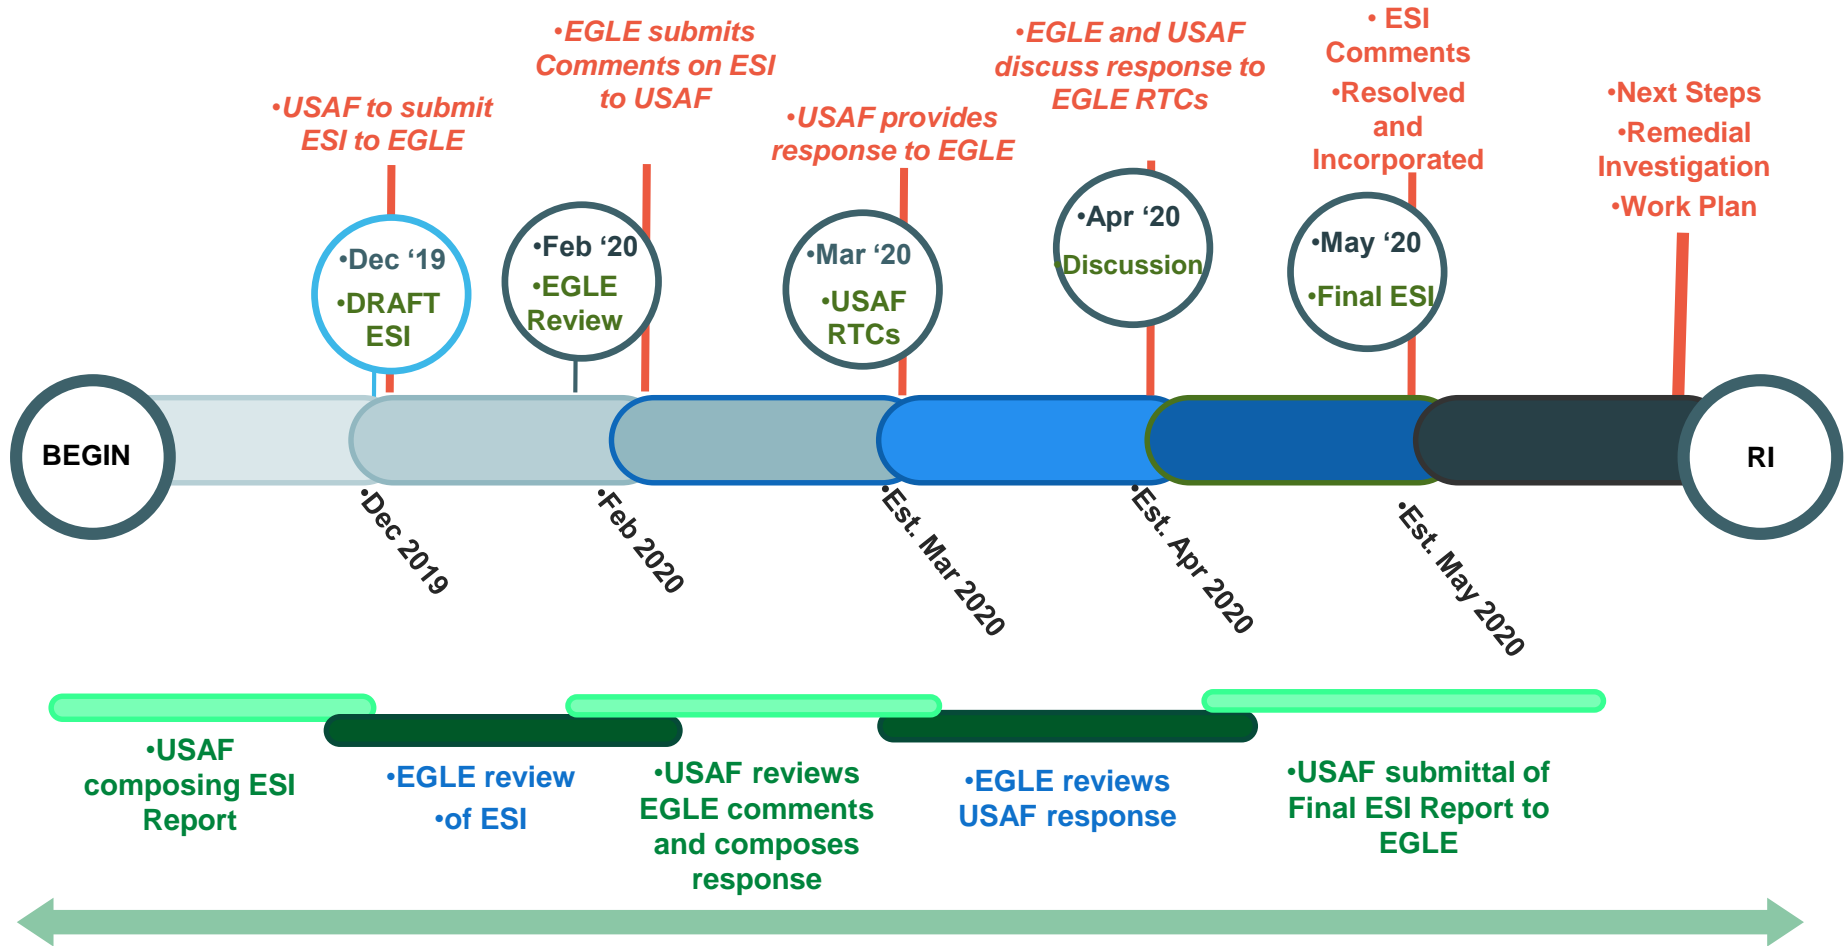 •USAF to submit
ESI to EGLE
•EGLE submits
Comments on ESI
to USAF
•USAF provides
response to EGLE
•EGLE and USAF
discuss response to
EGLE RTCs
• ESI
Comments
•Resolved
and
Incorporated
•Next Steps
•Remedial
Investigation
•Work Plan
•Dec ‘19
•DRAFT
ESI
•Feb ‘20
•EGLE
Review
•Mar ‘20
•USAF
RTCs
•Apr ‘20
•Discussion
•May ‘20
•Final ESI
BEGIN
RI
•Dec 2019
•Feb 2020
•Est. Mar 2020
•Est. Apr 2020
•Est. May 2020
•USAF
composing ESI
Report
•EGLE review
•of ESI
•USAF reviews
EGLE comments
and composes
response
•EGLE reviews
USAF response
•USAF submittal of
Final ESI Report to
EGLE